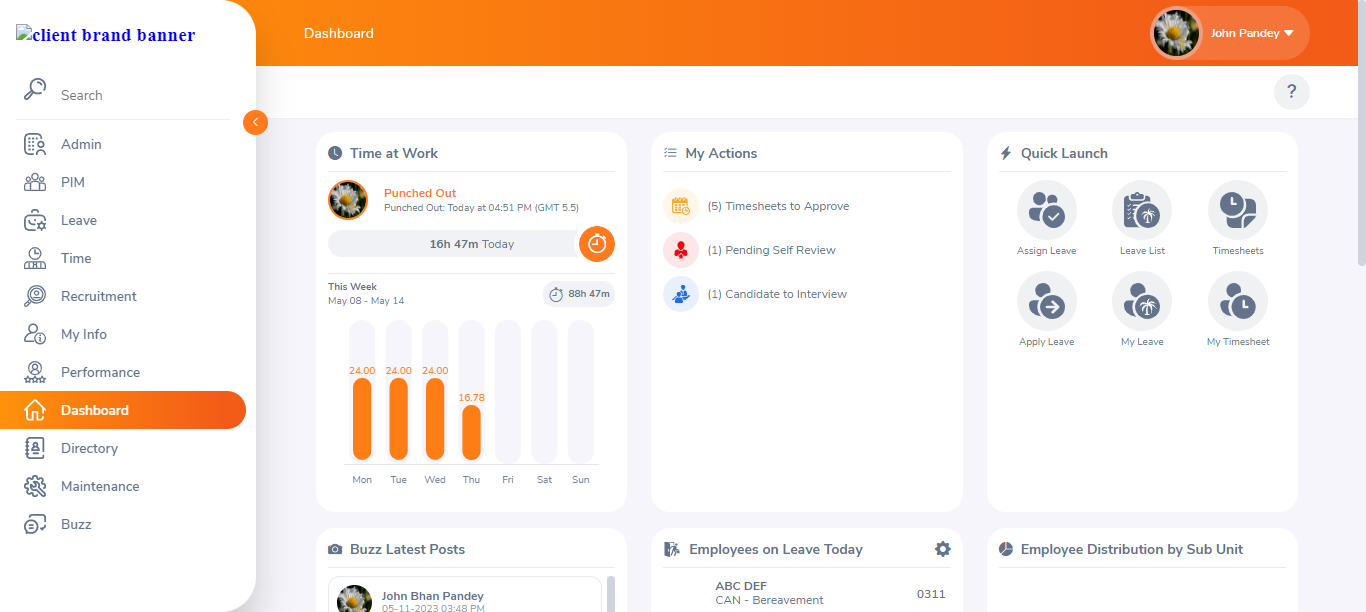 client brand banner
Dashboard
John Pandey
Search
?
Admin
PIM
Leave
Time
Recruitment
My Info
Performance
Dashboard
Directory
Maintenance
Buzz
Time at Work
Punched Out
Punched Out: Today at 04:51 PM (GMT 5.5)
16h 47m Today
This Week
May 08 - May 14
88h 47m
24.00 24.00 24.00
16.78
Mon Tue Wed Thu Fri Sat Sun
My Actions
(5) Timesheets to Approve
(1) Pending Self Review
(1) Candidate to Interview
Quick Launch
Assign Leave Leave List Timesheets
Apply Leave My Leave My Timesheet
Buzz Latest Posts
John Bhan Pandey
05-11-2023 03:48 PM
Employees on Leave Today
ABC DEF
CAN - Bereavement
0311
Employee Distribution by Sub Unit